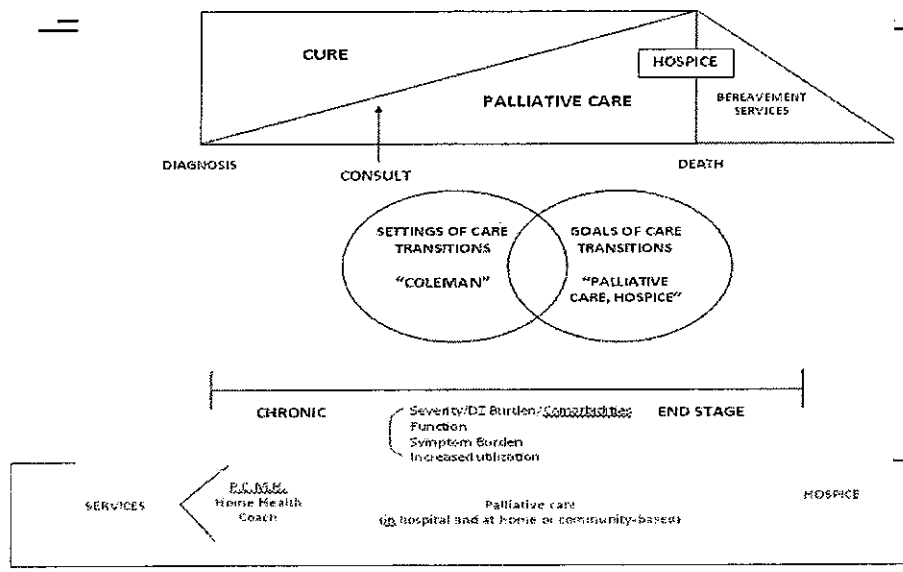 CURE
HOSPICE
PALLIATIVE CARE
BEREAVEMENT
SERVICES
DIAGNOSIS
CONSULT
DEATH
SETTINGS OF CARE
TRANSITIONS
"COLEMAN"
GOALS OF CARE
TRANSITIONS
"PALLIATIVE
CARE, HOSPICE"
CHRONIC
Severity/DZ Burden/Comorbidities
Function
Symptom Burden
Increased utilization
END STAGE
SERVICES
P.C.M.H.
Home Health
Coach
Palliative care
(in hospital and at home or community-based)
HOSPICE